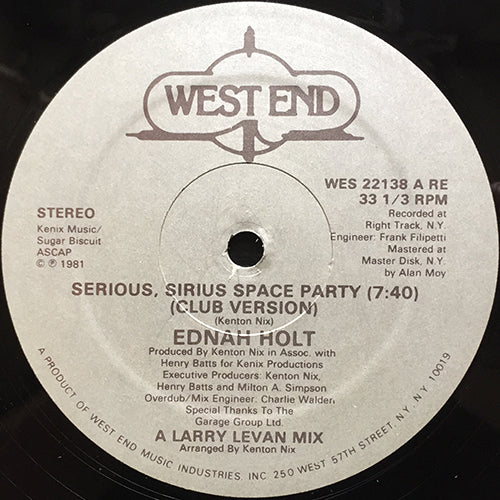 WEST END
WES 22138 A RE
33 1/3 RPM
STEREO
Kenix Music/
Sugar Biscuit
ASCAP
© ℗ 1981
Recorded at
Right Track, N.Y.
Engineer: Frank Filipetti
Mastered at
Master Disk, N.Y.
by Alan Moy
SERIOUS, SIRIUS SPACE PARTY (7:40)
(CLUB VERSION)
(Kenton Nix)
EDNAH HOLT
Produced By Kenton Nix in Assoc. with
Henry Batts for Kenix Productions
Executive Producers: Kenton Nix,
Henry Batts and Milton A. Simpson
Overdub/Mix Engineer: Charlie Walden
Special Thanks To The
Garage Group Ltd.
A LARRY LEVAN MIX
Arranged By Kenton Nix
A PRODUCT OF WEST END MUSIC INDUSTRIES, INC. 250 WEST 57TH STREET, N.Y. N.Y. 10019